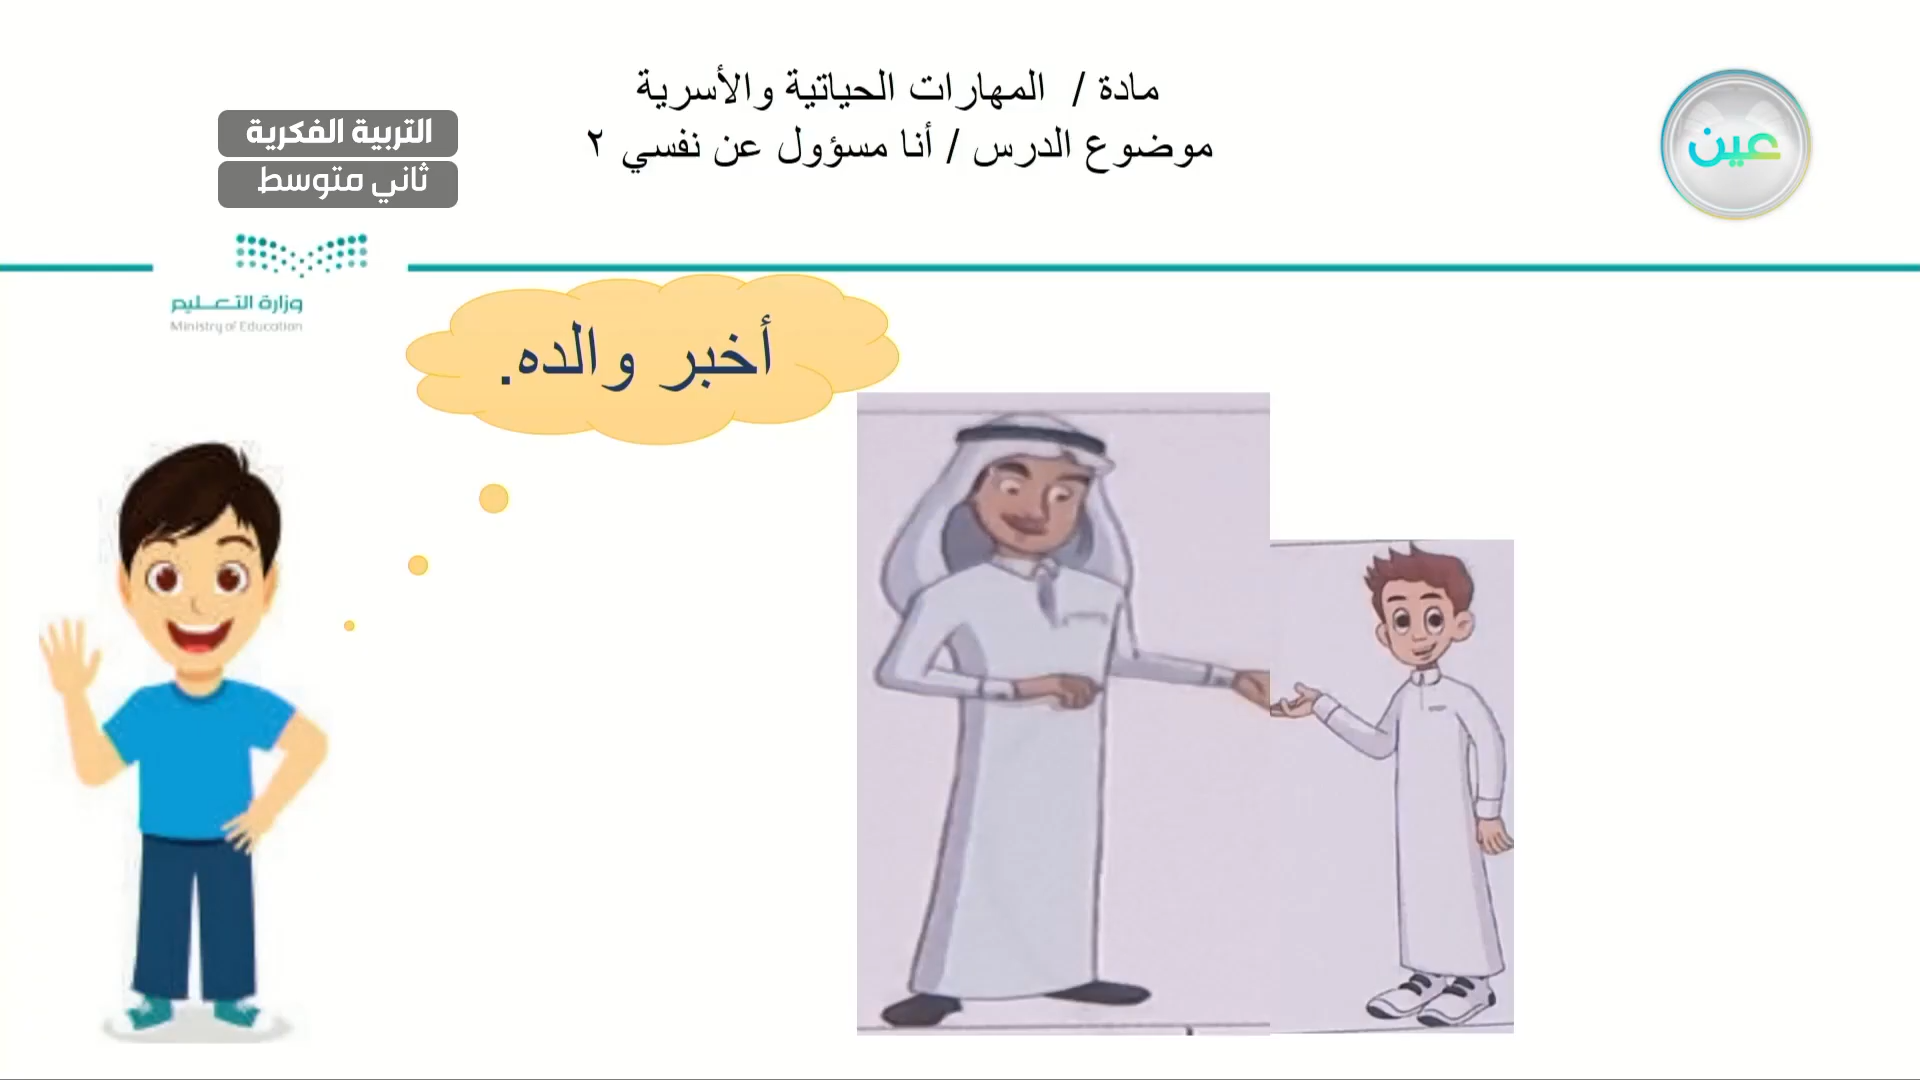 مادة / المهارات الحياتية والأسرية
موضوع الدرس / أنا مسؤول عن نفسي ٢
عين
التربية الفكرية
ثاني متوسط
وزارة التعليم
Ministry of Education
أخبر والده.